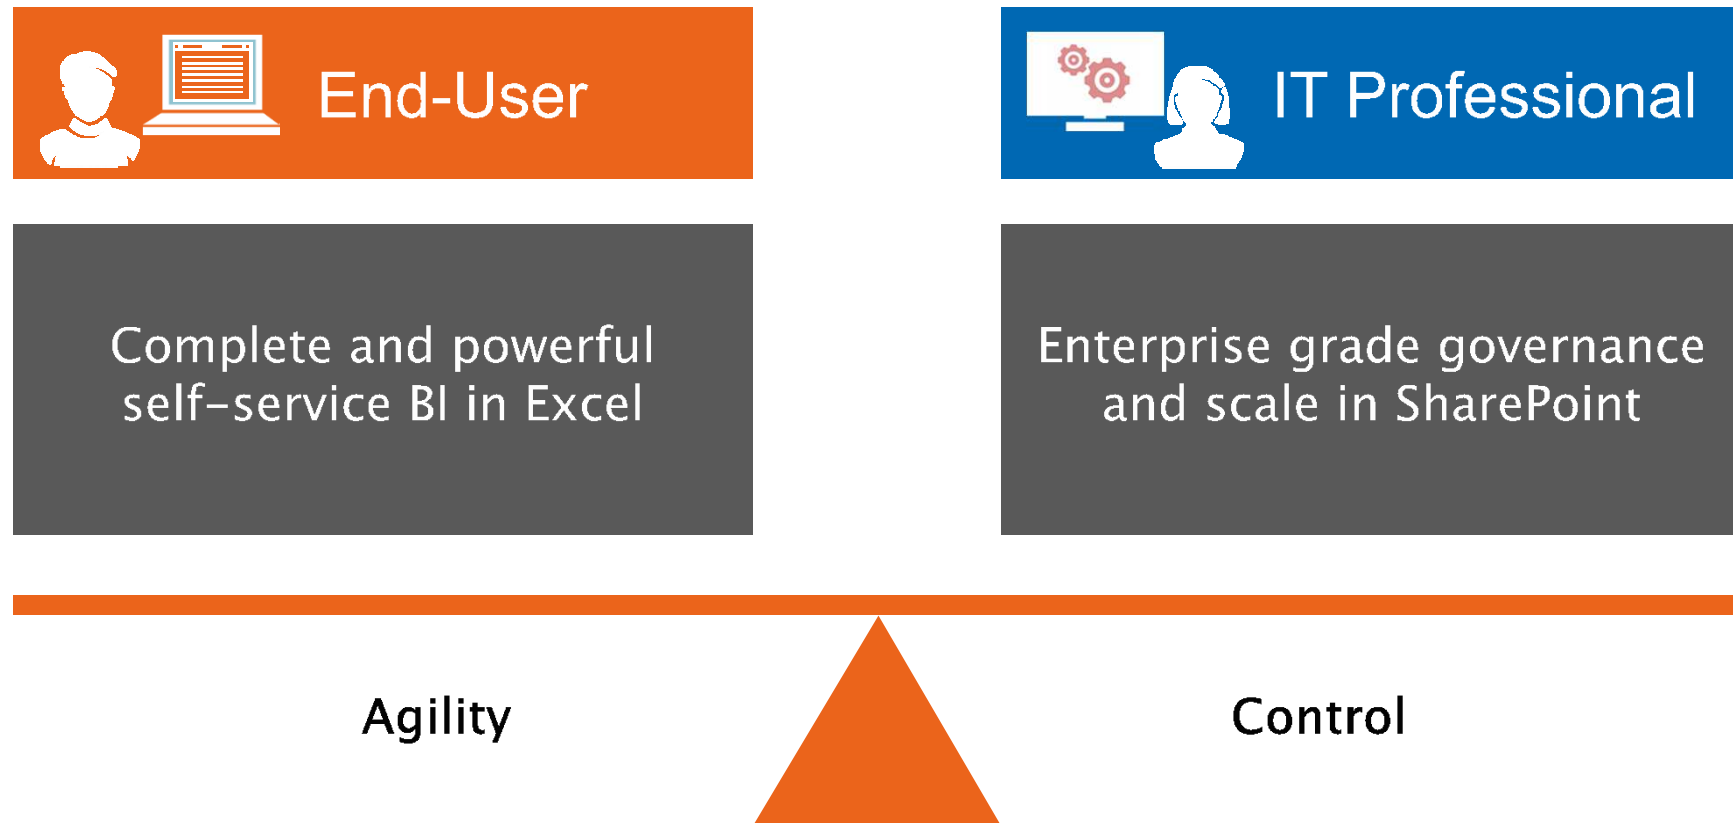 End-User
IT Professional
Complete and powerful
self-service BI in Excel
Enterprise grade governance
and scale in SharePoint
Agility
Control